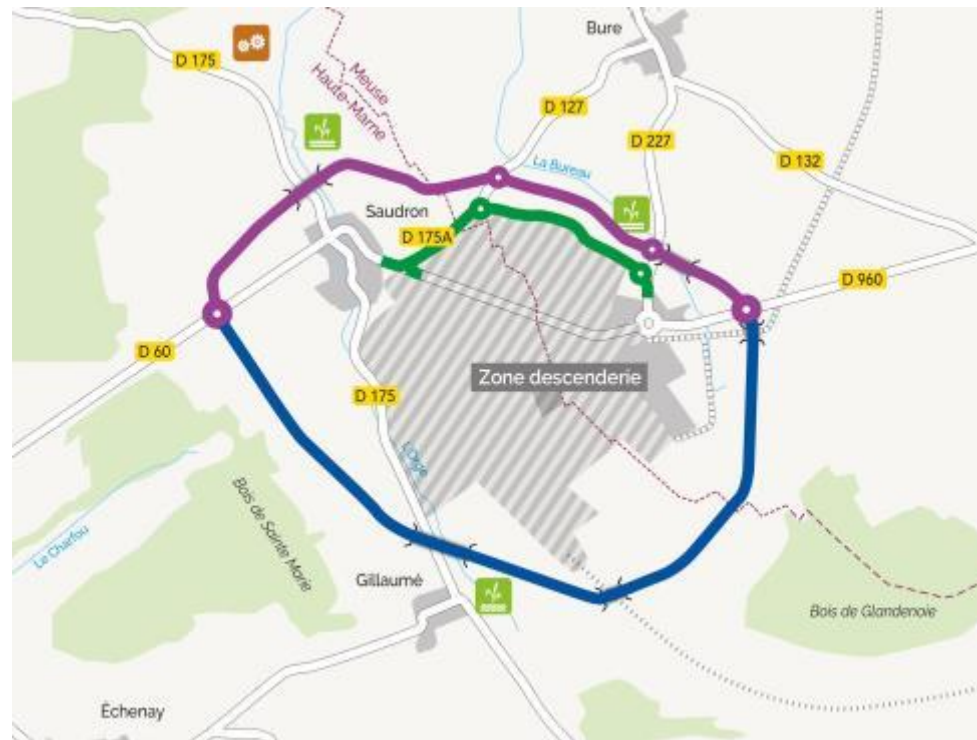 Bure
D 175
Meuse
Haute-Marne
D 127
D 227
D 132
La Bureau
Saudron
D 175A
D 960
D 60
Zone descenderie
D 175
L'Orge
Bois de Sainte Marie
Le Charfou
Gillaumé
Bois de Glandenoie
Échenay